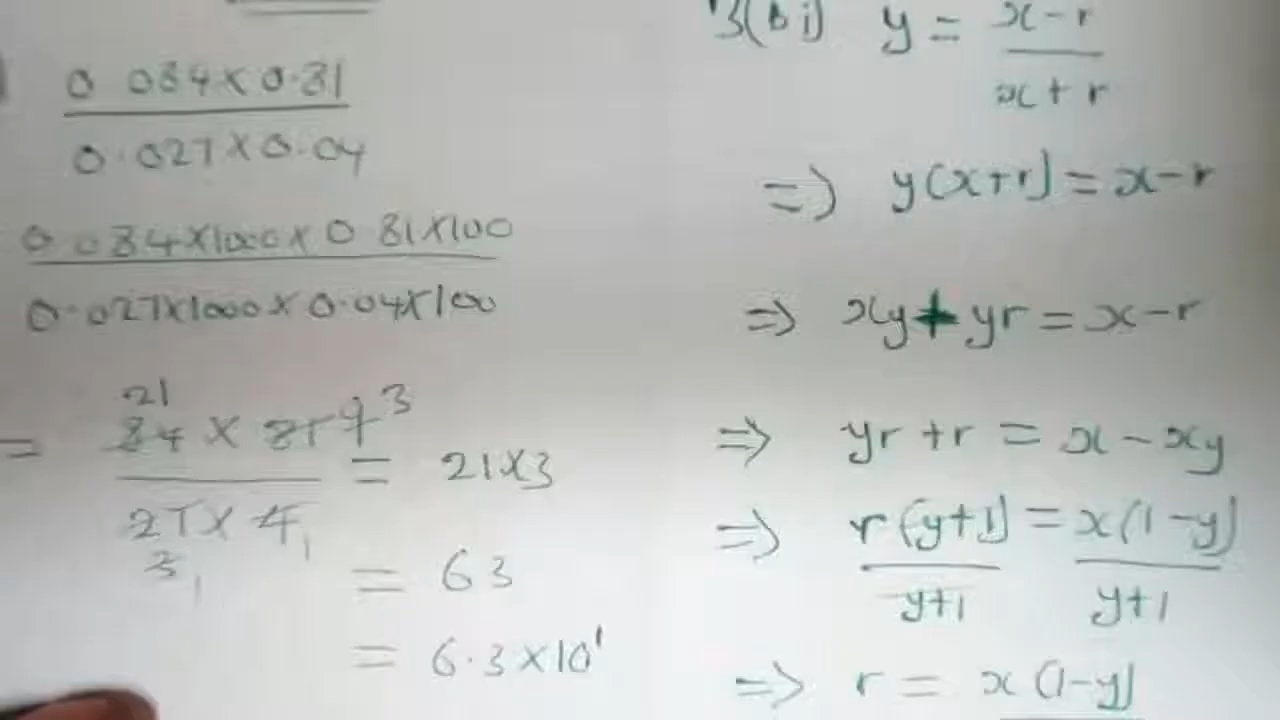 0 084 × 0.81
0.027 × 0.04
0 084 ×1000 × 0 81 ×100
0.027×1000 × 0.04×100
21
= 84 × 81 9 3
27 × 4 1
3 1
= 21×3
= 63
= 6.3 × 10¹
3(b i) y = x - r
x + r
=> y(x+r) = x - r
=> xy + yr = x - r
=> yr + r = x - xy
=> r(y+1) = x(1-y)
y+1 y+1
=> r = x(1-y)